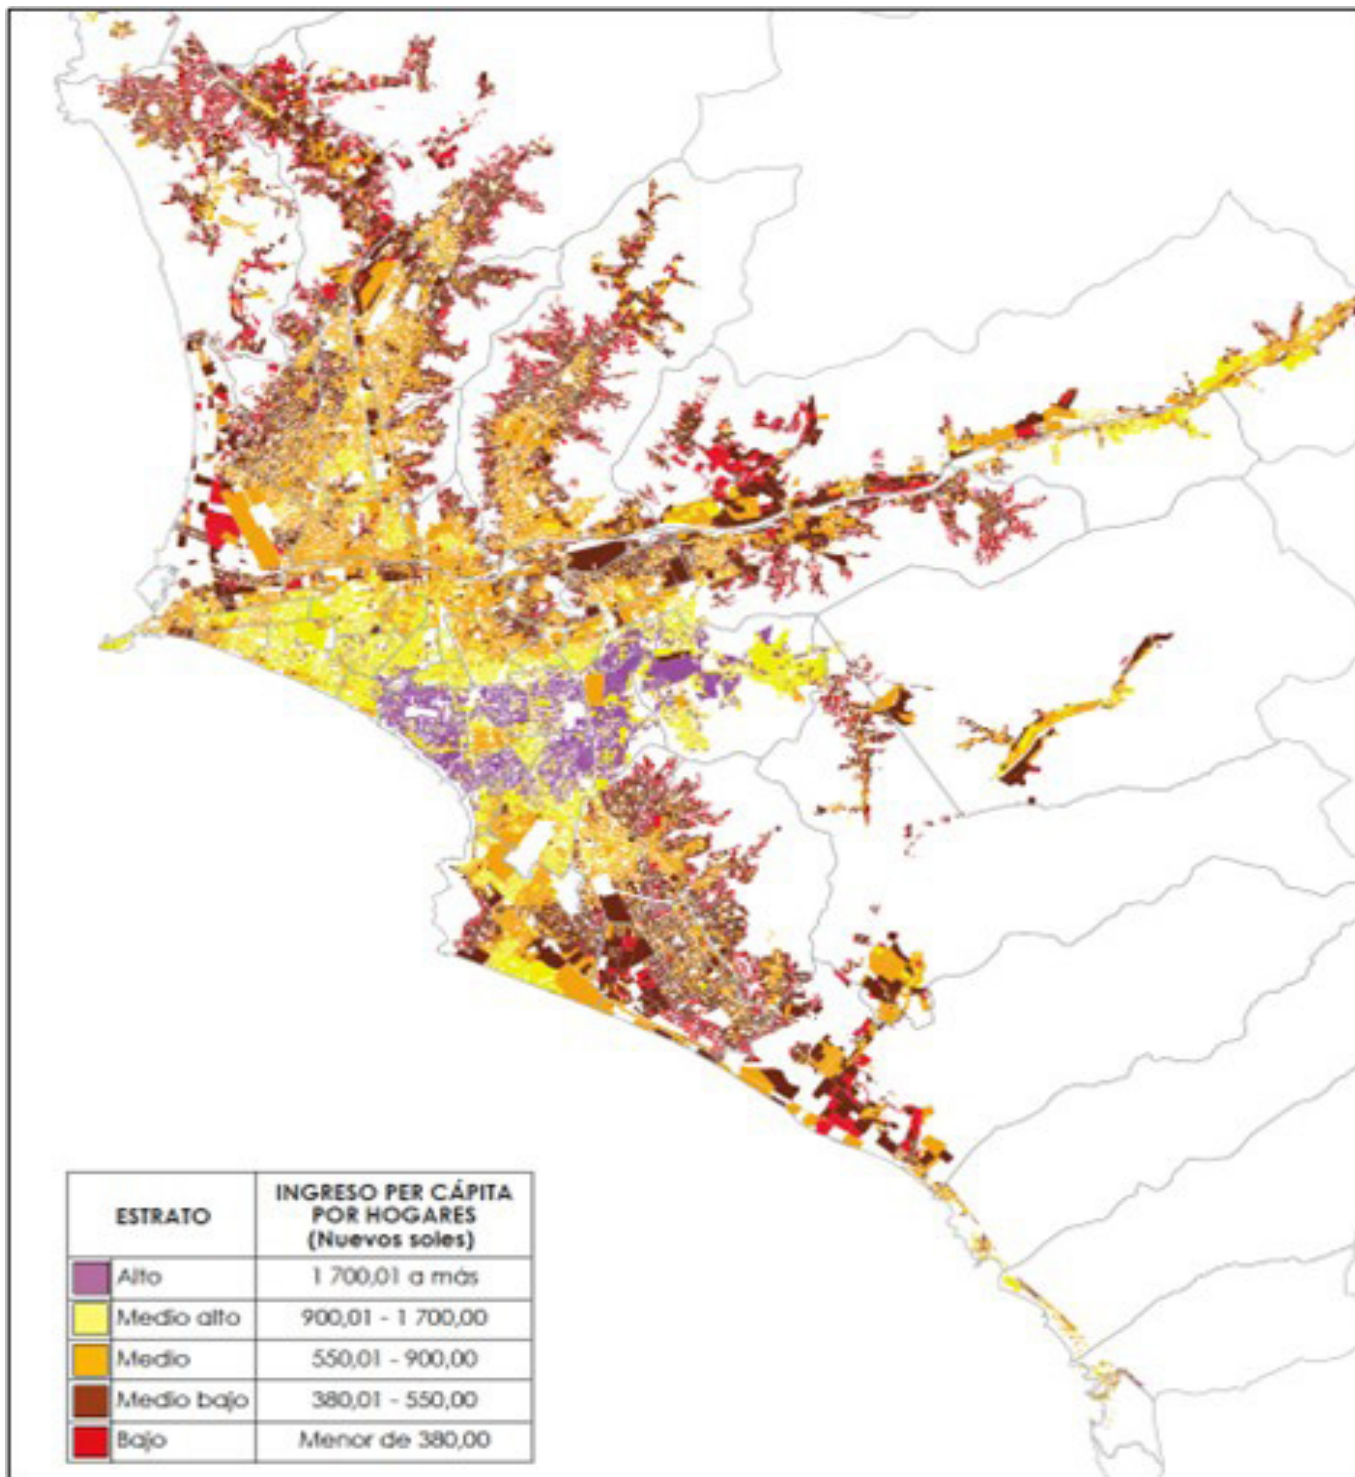 ESTRATO
INGRESO PER CÁPITA
POR HOGARES
(Nuevos soles)
Alto 1 700,01 a más
Medio alto 900,01 - 1 700,00
Medio 550,01 - 900,00
Medio bajo 380,01 - 550,00
Bajo Menor de 380,00